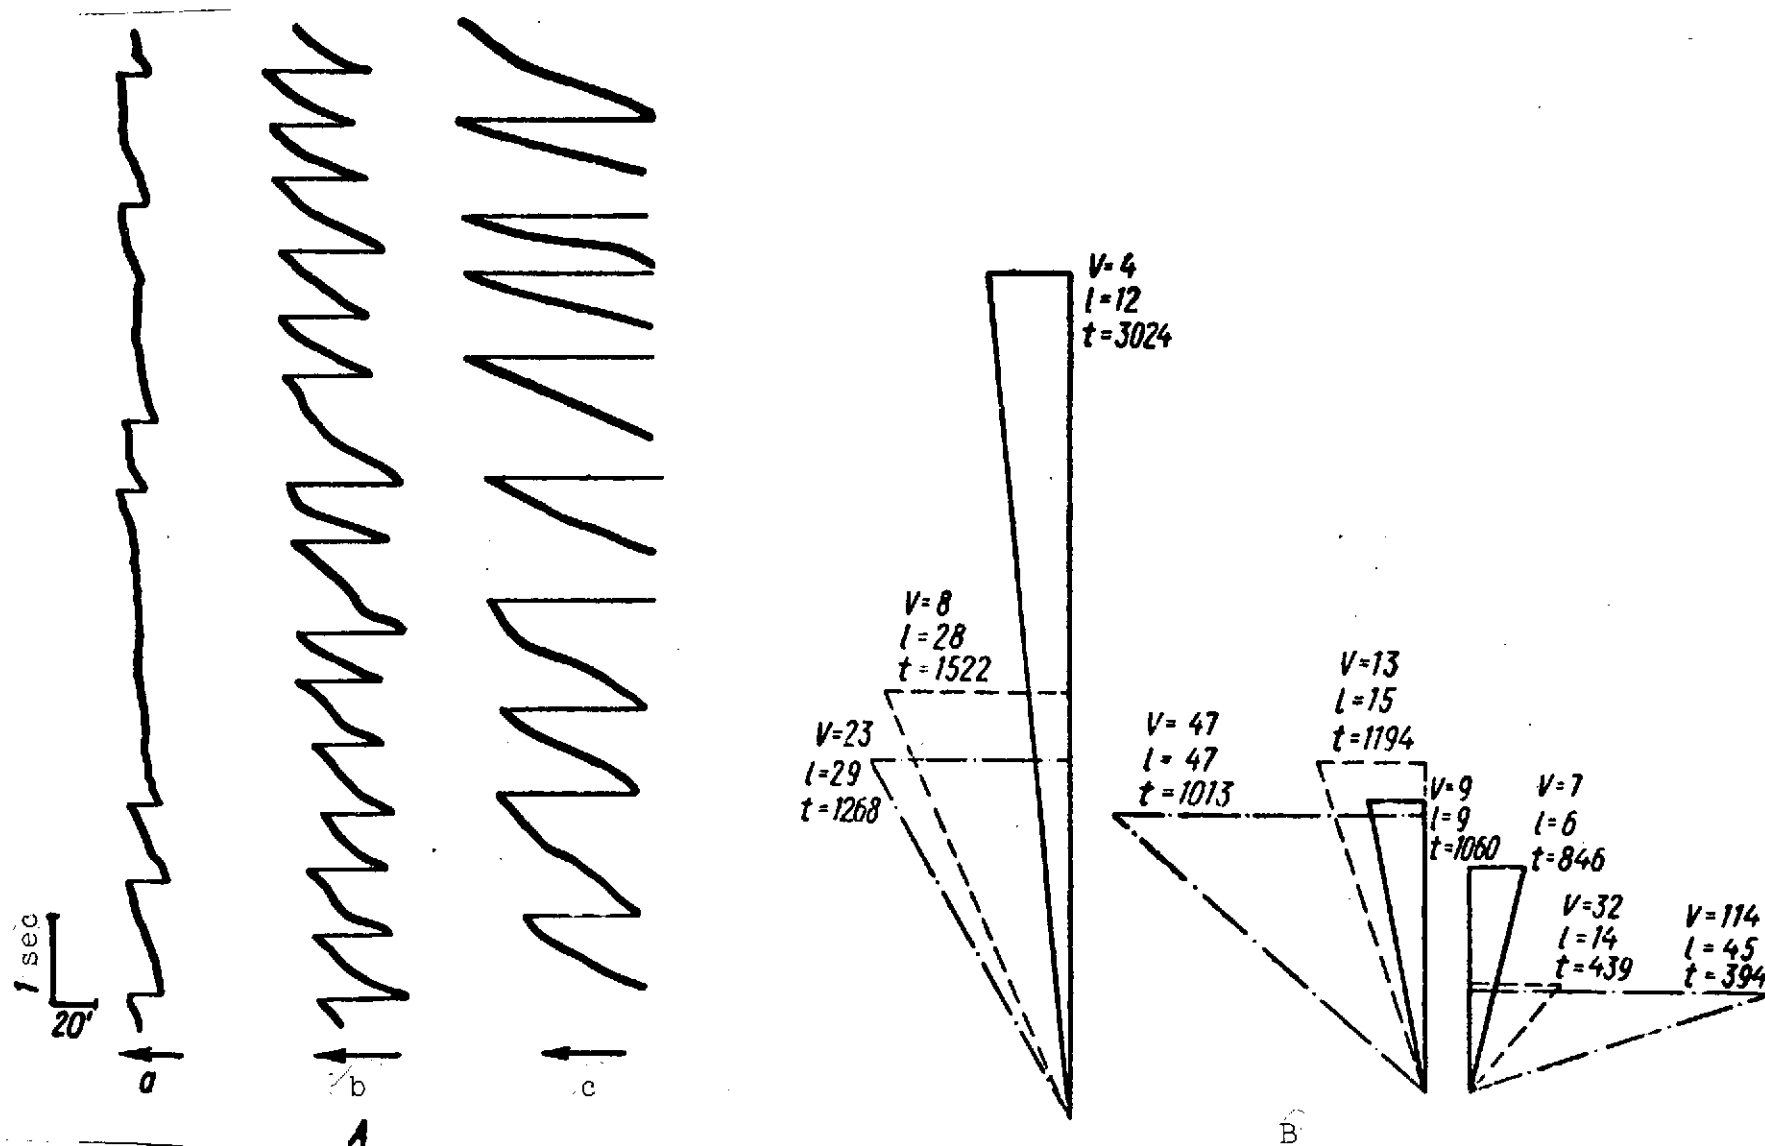 1 sec
20'
a
b
c
A
V=4
l=12
t=3024
V=8
l=28
t=1522
V=23
l=29
t=1268
V=47
l=47
t=1013
V=13
l=15
t=1194
V=9
l=9
t=1060
V=7
l=6
t=846
V=32
l=14
t=439
V=114
l=45
t=394
B